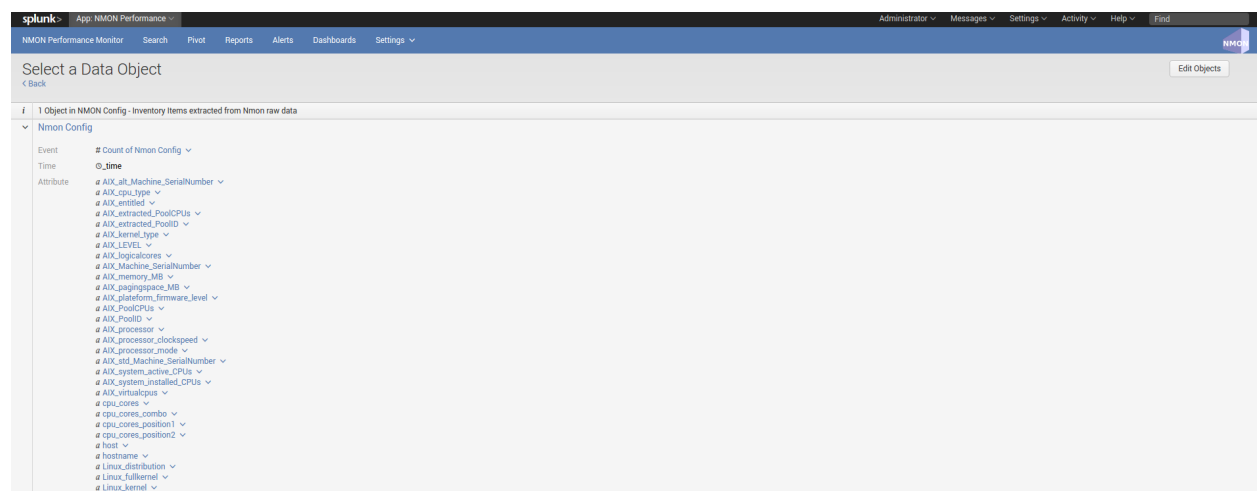 splunk> App: NMON Performance Administrator Messages Settings Activity Help Find
NMON Performance Monitor Search Pivot Reports Alerts Dashboards Settings NMON
Select a Data Object Edit Objects
< Back
i 1 Object in NMON Config - Inventory Items extracted from Nmon raw data
Nmon Config
Event # Count of Nmon Config
Time _time
Attribute a AIX_alt_Machine_SerialNumber
a AIX_cpu_type
a AIX_entitled
a AIX_extracted_PoolCPUs
a AIX_extracted_PoolID
a AIX_kernel_type
a AIX_LEVEL
a AIX_logicalcores
a AIX_Machine_SerialNumber
a AIX_memory_MB
a AIX_pagingspace_MB
a AIX_plateform_firmware_level
a AIX_PoolCPUs
a AIX_PoolID
a AIX_processor
a AIX_processor_clockspeed
a AIX_processor_mode
a AIX_std_Machine_SerialNumber
a AIX_system_active_CPUs
a AIX_system_installed_CPUs
a AIX_virtualcpus
a cpu_cores
a cpu_cores_combo
a cpu_cores_position1
a cpu_cores_position2
a host
a hostname
a Linux_distribution
a Linux_fullkernel
a Linux_kernel